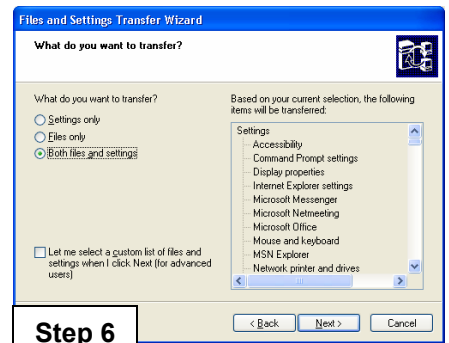 Files and Settings Transfer Wizard
What do you want to transfer?
What do you want to transfer?
Settings only
Files only
Both files and settings
Let me select a custom list of files and
settings when I click Next (for advanced
users)
Based on your current selection, the following
items will be transferred:
Settings
Accessibility
Command Prompt settings
Display properties
Internet Explorer settings
Microsoft Messenger
Microsoft Netmeeting
Microsoft Office
Mouse and keyboard
MSN Explorer
Network printer and drives
< Back
Next >
Cancel
Step 6